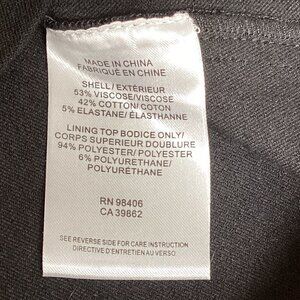 MADE IN CHINA
FABRIQUÉ EN CHINE
SHELL/ EXTÉRIEUR
53% VISCOSE/VISCOSE
42% COTTON/ COTON
5% ELASTANE/ ÉLASTHANNE
LINING TOP BODICE ONLY/
CORPS SUPERIEUR DOUBLURE
94% POLYESTER/ POLYESTER
6% POLYURETHANE/
POLYURETHANE
RN 98406
CA 39862
SEE REVERSE SIDE FOR CARE INSTRUCTION
DIRECTIVE D'ENTRETIEN AU VERSO